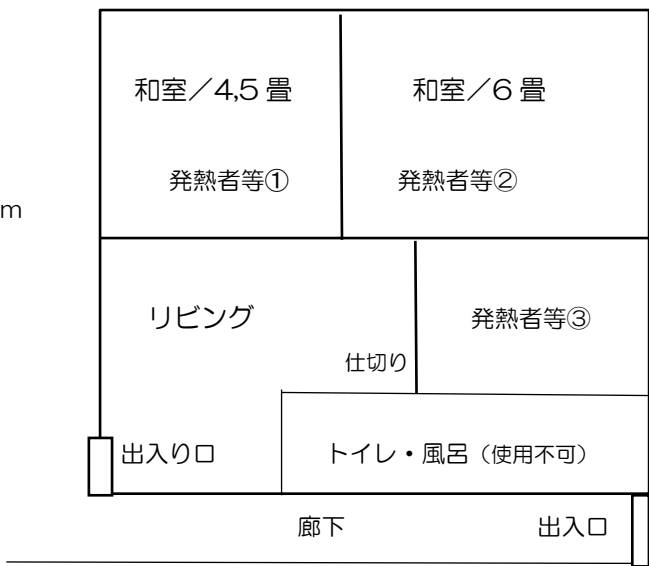 和室／4,5 畳
和室／6 畳
発熱者等①
発熱者等②
m
リビング
発熱者等③
仕切り
出入り口
トイレ・風呂（使用不可）
廊下
出入口